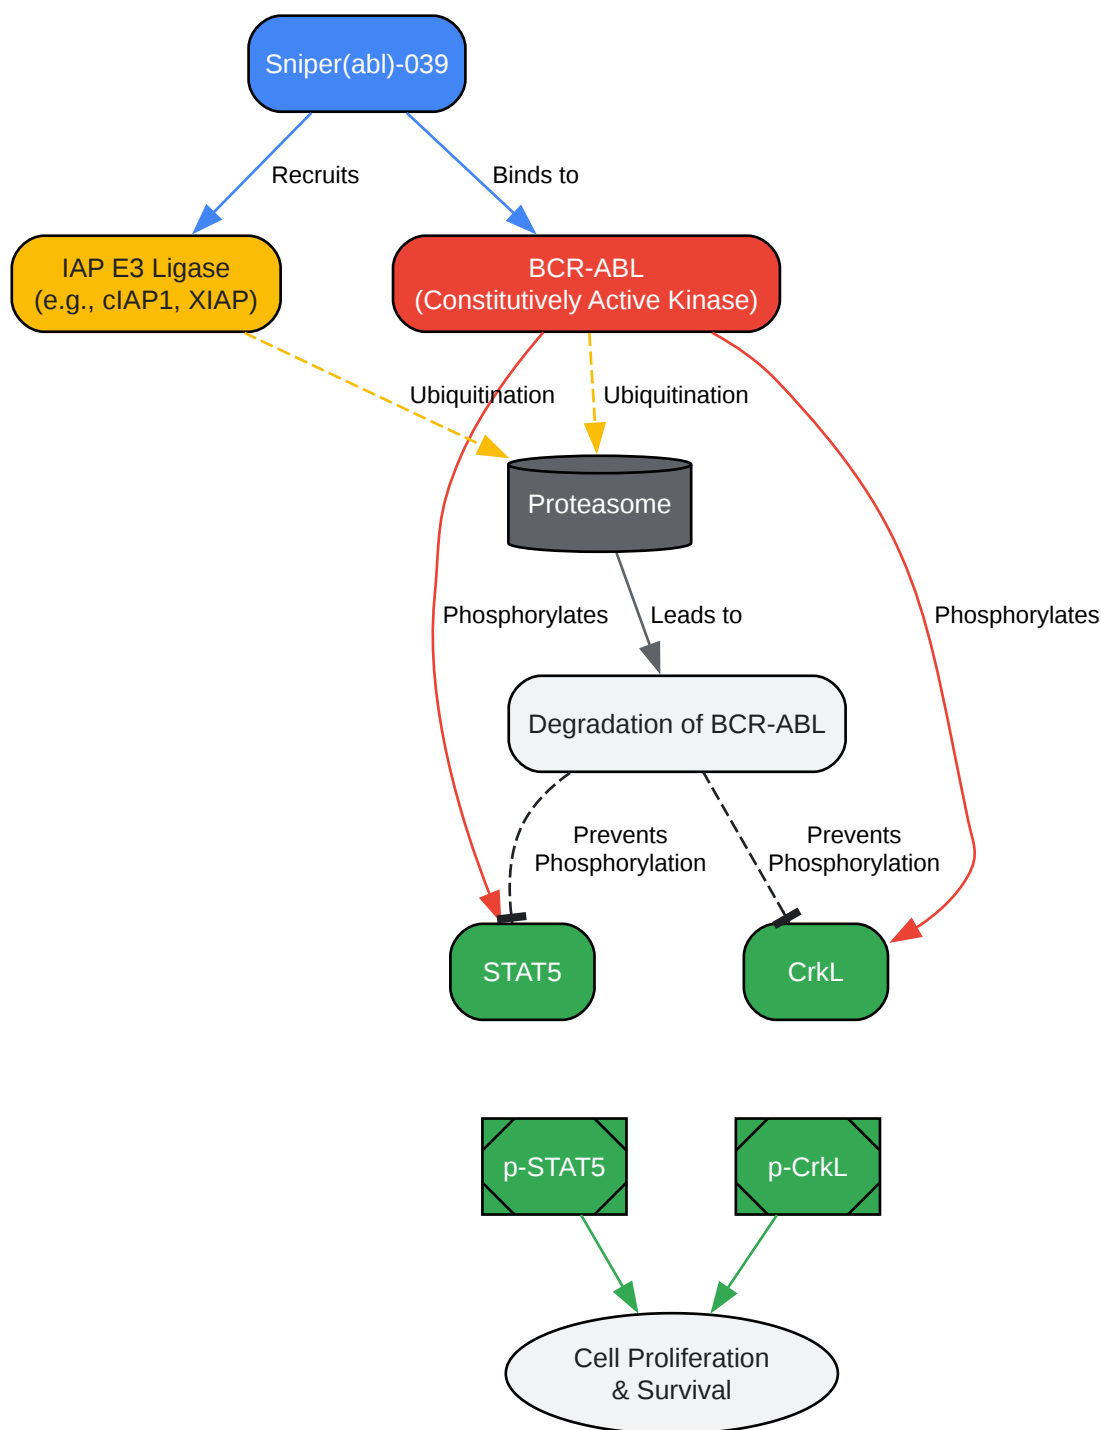 Sniper(abl)-039
Recruits
Binds to
IAP E3 Ligase
(e.g., cIAP1, XIAP)
BCR-ABL
(Constitutively Active Kinase)
Ubiquitination
Ubiquitination
Proteasome
Phosphorylates
Leads to
Phosphorylates
Degradation of BCR-ABL
Prevents
Phosphorylation
Prevents
Phosphorylation
STAT5
CrkL
p-STAT5
p-CrkL
Cell Proliferation
& Survival